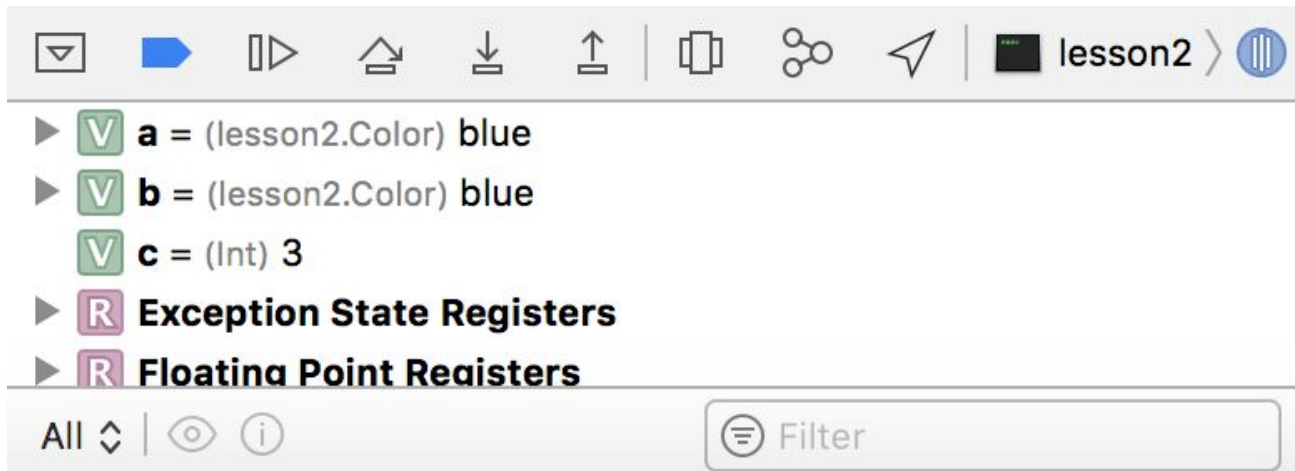 lesson2
V a = (lesson2.Color) blue
V b = (lesson2.Color) blue
V c = (Int) 3
R Exception State Registers
R Floating Point Registers
All Filter